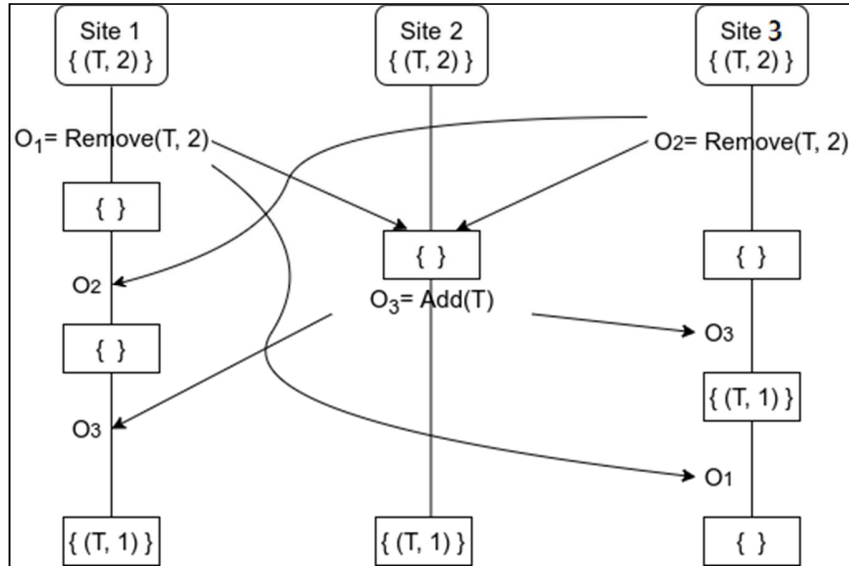 Site 1
{ (T, 2) }
Site 2
{ (T, 2) }
Site 3
{ (T, 2) }
O1= Remove(T, 2)
O2= Remove(T, 2)
{ }
{ }
{ }
O2
O3= Add(T)
O3
{ }
{ (T, 1) }
O3
O1
{ (T, 1) }
{ (T, 1) }
{ }